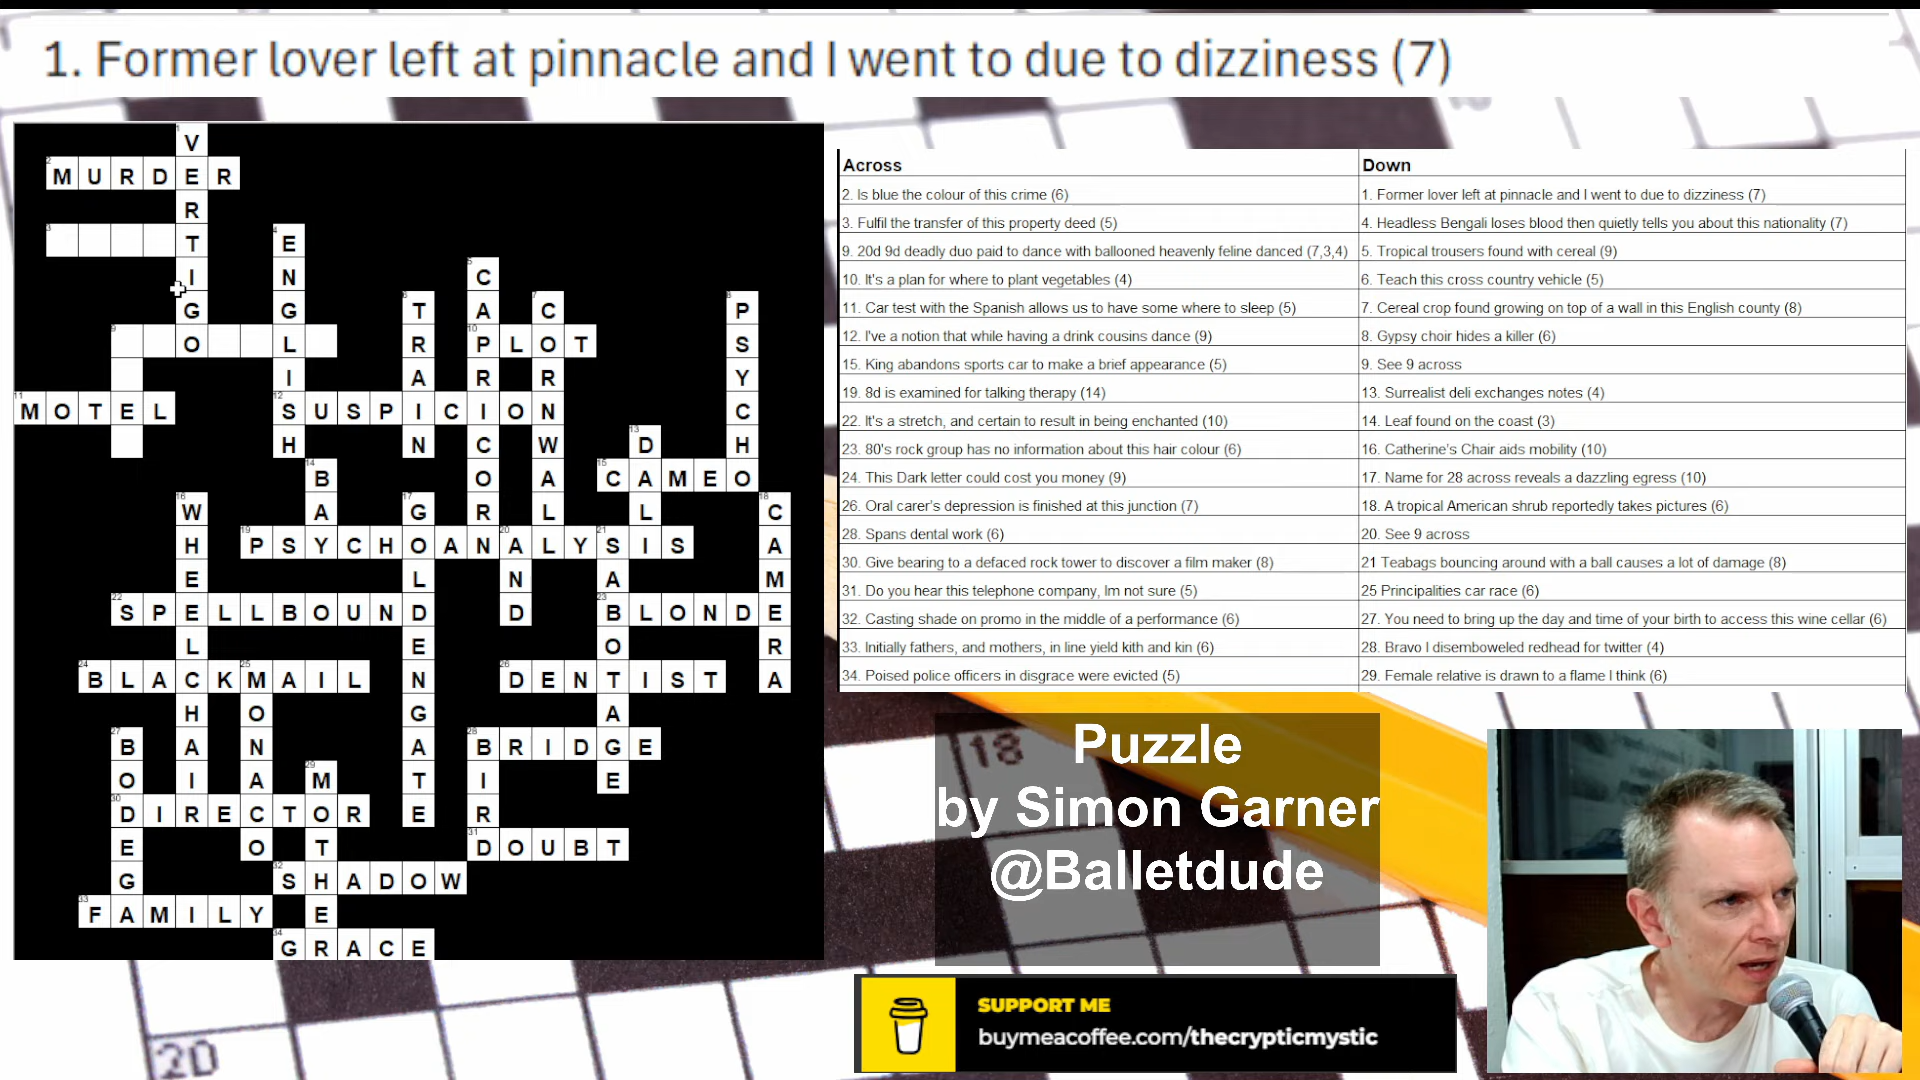 1. Former lover left at pinnacle and I went to due to dizziness (7)
V
MURDER
R
T E
I N C
G G T A C P
O L R PLOT S
I A R R Y
MOTEL SUSPICION C
H N C W D H
B O A CAMEO
W A G R L L C
H PSYCHOANALYSIS A
E L N A M
SPELLBOUND D BLONDE
L E O R
BLACKMAIL N DENTIST A
H O G A
B A N A BRIDGE
O I A M T I E
DIRECTOR E R
E O T DOUBT
G SHADOW
FAMILY E
GRACE
Across
2. Is blue the colour of this crime (6)
3. Fulfil the transfer of this property deed (5)
9. 20d 9d deadly duo paid to dance with ballooned heavenly feline danced (7,3,4)
10. It's a plan for where to plant vegetables (4)
11. Car test with the Spanish allows us to have some where to sleep (5)
12. I've a notion that while having a drink cousins dance (9)
15. King abandons sports car to make a brief appearance (5)
19. 8d is examined for talking therapy (14)
22. It's a stretch, and certain to result in being enchanted (10)
23. 80's rock group has no information about this hair colour (6)
24. This Dark letter could cost you money (9)
26. Oral carer's depression is finished at this junction (7)
28. Spans dental work (6)
30. Give bearing to a defaced rock tower to discover a film maker (8)
31. Do you hear this telephone company, Im not sure (5)
32. Casting shade on promo in the middle of a performance (6)
33. Initially fathers, and mothers, in line yield kith and kin (6)
34. Poised police officers in disgrace were evicted (5)
Down
1. Former lover left at pinnacle and I went to due to dizziness (7)
4. Headless Bengali loses blood then quietly tells you about this nationality (7)
5. Tropical trousers found with cereal (9)
6. Teach this cross country vehicle (5)
7. Cereal crop found growing on top of a wall in this English county (8)
8. Gypsy choir hides a killer (6)
9. See 9 across
13. Surrealist deli exchanges notes (4)
14. Leaf found on the coast (3)
16. Catherine's Chair aids mobility (10)
17. Name for 28 across reveals a dazzling egress (10)
18. A tropical American shrub reportedly takes pictures (6)
20. See 9 across
21 Teabags bouncing around with a ball causes a lot of damage (8)
25 Principalities car race (6)
27. You need to bring up the day and time of your birth to access this wine cellar (6)
28. Bravo I disemboweled redhead for twitter (4)
29. Female relative is drawn to a flame I think (6)
18
Puzzle
by Simon Garner
@Balletdude
SUPPORT ME
buymeacoffee.com/thecrypticmystic
20